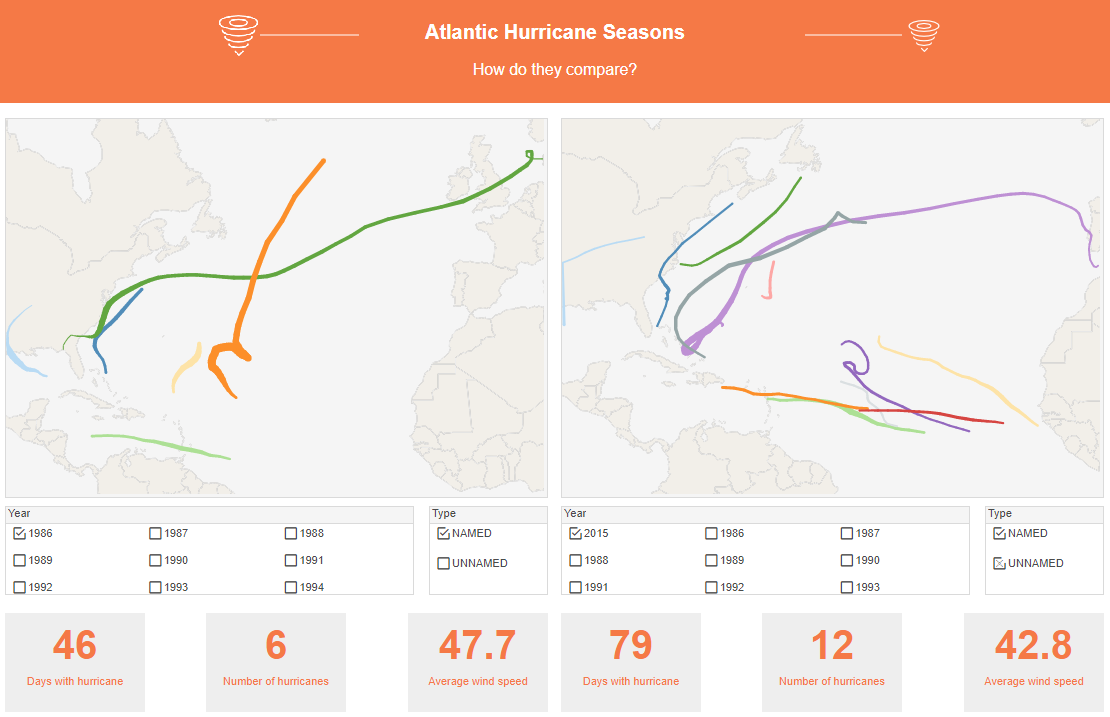 Atlantic Hurricane Seasons
How do they compare?
Year
1986 1987 1988
1989 1990 1991
1992 1993 1994
Type
NAMED
UNNAMED
Year
2015 1986 1987
1988 1989 1990
1991 1992 1993
Type
NAMED
UNNAMED
46
Days with hurricane
6
Number of hurricanes
47.7
Average wind speed
79
Days with hurricane
12
Number of hurricanes
42.8
Average wind speed